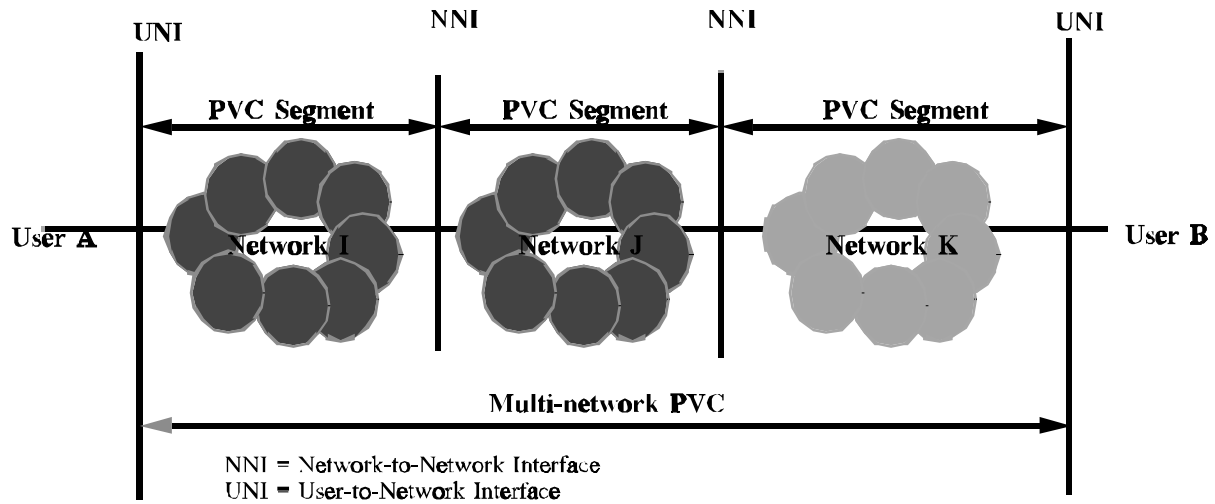 UNI
NNI
NNI
UNI
PVC Segment
PVC Segment
PVC Segment
User A
Network I
Network J
Network K
User B
Multi-network PVC
NNI = Network-to-Network Interface
UNI = User-to-Network Interface